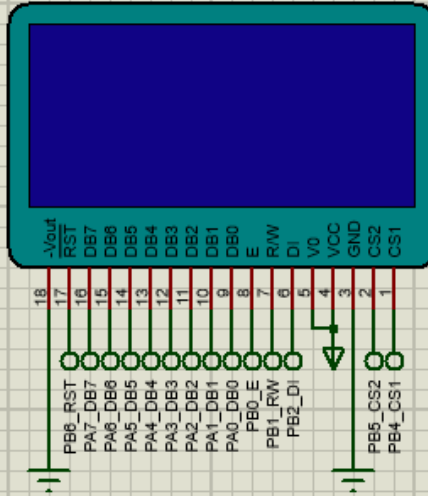 -Vout
RST
DB7
DB6
DB5
DB4
DB3
DB2
DB1
DB0
E
R/W
DI
V0
VCC
GND
CS2
CS1
18
17
16
15
14
13
12
11
10
9
8
7
6
5
4
3
2
1
PB6_RST
PA7_DB7
PA6_DB6
PA5_DB5
PA4_DB4
PA3_DB3
PA2_DB2
PA1_DB1
PA0_DB0
PB0_E
PB1_RW
PB2_DI
PB5_CS2
PB4_CS1